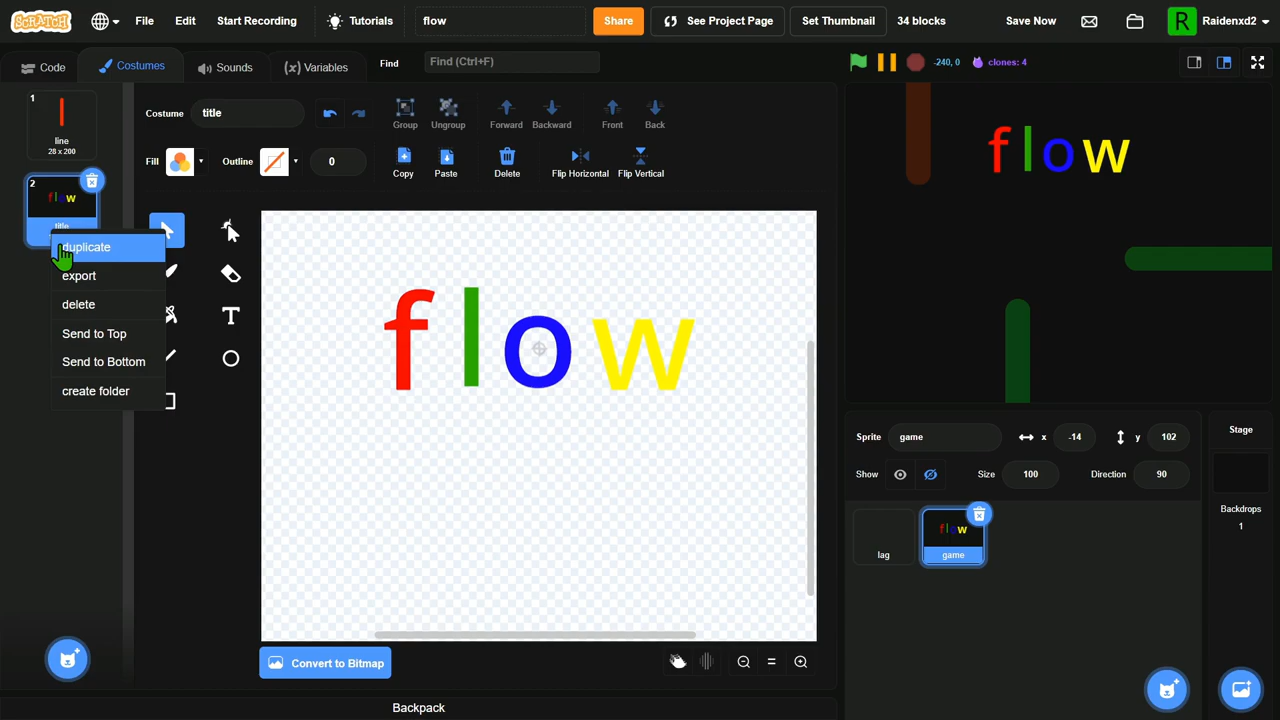 SCRATCH File Edit Start Recording Tutorials flow Share See Project Page Set Thumbnail 34 blocks Save Now R Raidenxd2
Code Costumes Sounds (x) Variables Find Find (Ctrl+F) -240, 0 clones: 4
1
line
28 x 200
Costume title Group Ungroup Forward Backward Front Back
Fill Outline 0 Copy Paste Delete Flip Horizontal Flip Vertical
2
flow
title
duplicate
export
delete
Send to Top
Send to Bottom
create folder
T
f l o w
f l o w
Sprite game x -14 y 102
Show Size 100 Direction 90
lag
flow
game
Stage
Backdrops
1
Convert to Bitmap
Backpack